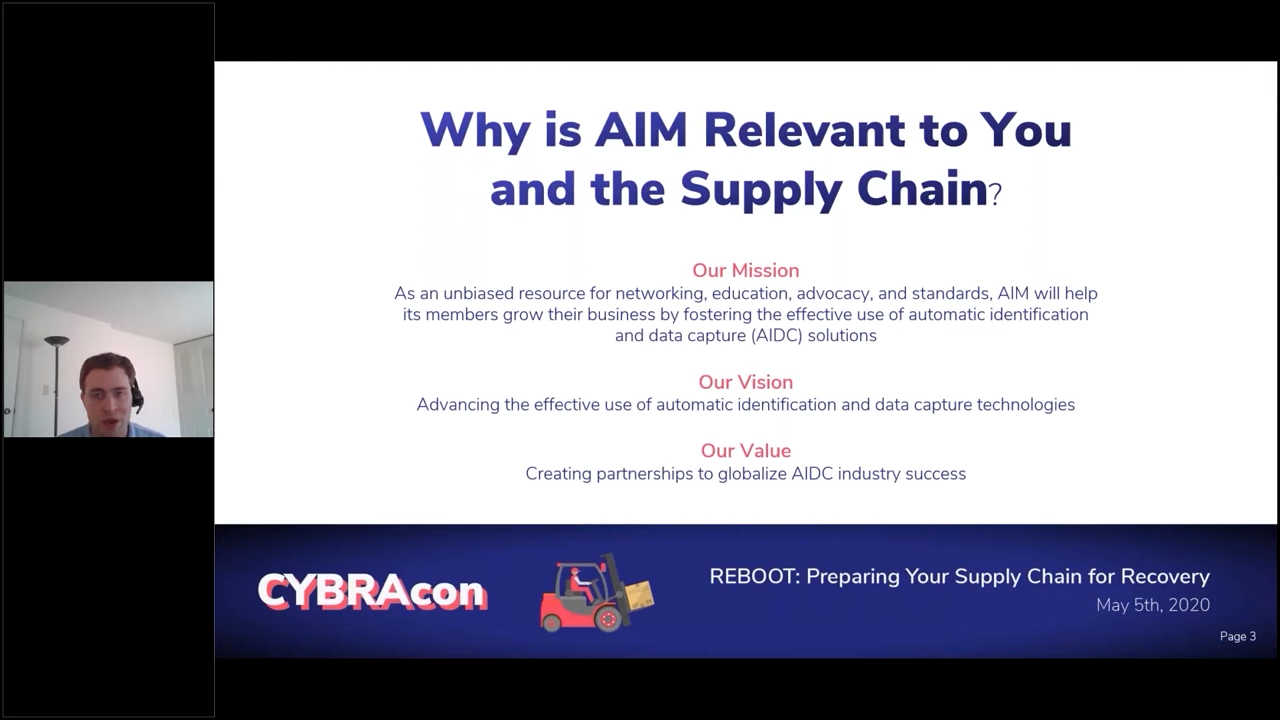 Why is AIM Relevant to You
and the Supply Chain?
Our Mission
As an unbiased resource for networking, education, advocacy, and standards, AIM will help
its members grow their business by fostering the effective use of automatic identification
and data capture (AIDC) solutions
Our Vision
Advancing the effective use of automatic identification and data capture technologies
Our Value
Creating partnerships to globalize AIDC industry success
CYBRAcon
REBOOT: Preparing Your Supply Chain for Recovery
May 5th, 2020
Page 3